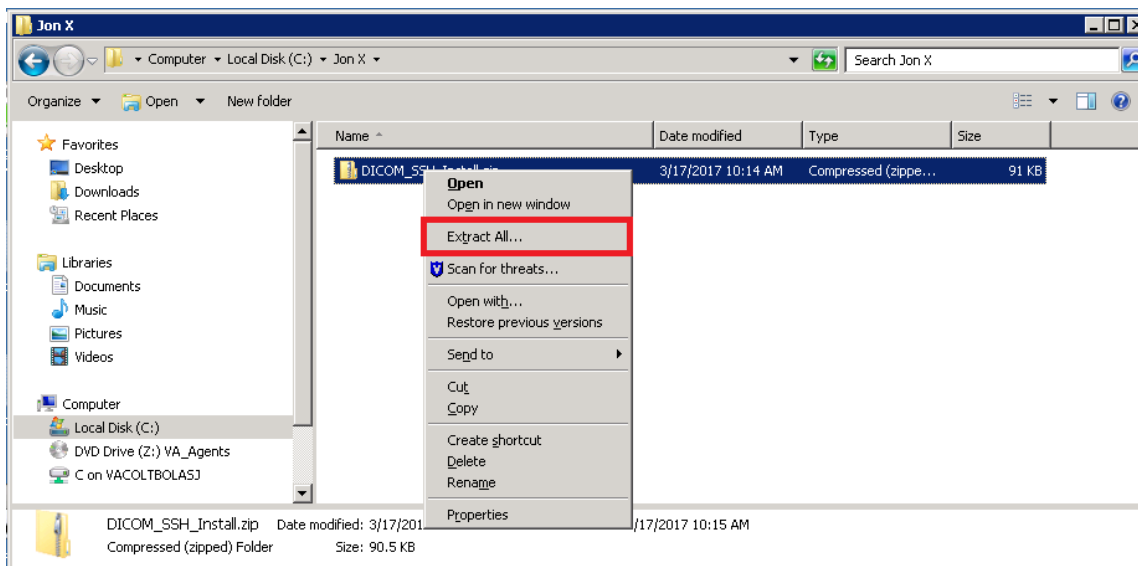 Jon X
Computer Local Disk (C:) Jon X
Search Jon X
Organize Open New folder
Name Date modified Type Size
Favorites
Desktop
Downloads
Recent Places
Libraries
Documents
Music
Pictures
Videos
Computer
Local Disk (C:)
DVD Drive (Z:) VA_Agents
C on VACOLTBOLASJ
DICOM_SSH_Install.zip 3/17/2017 10:14 AM Compressed (zippe... 91 KB
Open
Open in new window
Extract All...
Scan for threats...
Open with...
Restore previous versions
Send to
Cut
Copy
Create shortcut
Delete
Rename
Properties
DICOM_SSH_Install.zip Date modified: 3/17/201 /17/2017 10:15 AM
Compressed (zipped) Folder Size: 90.5 KB